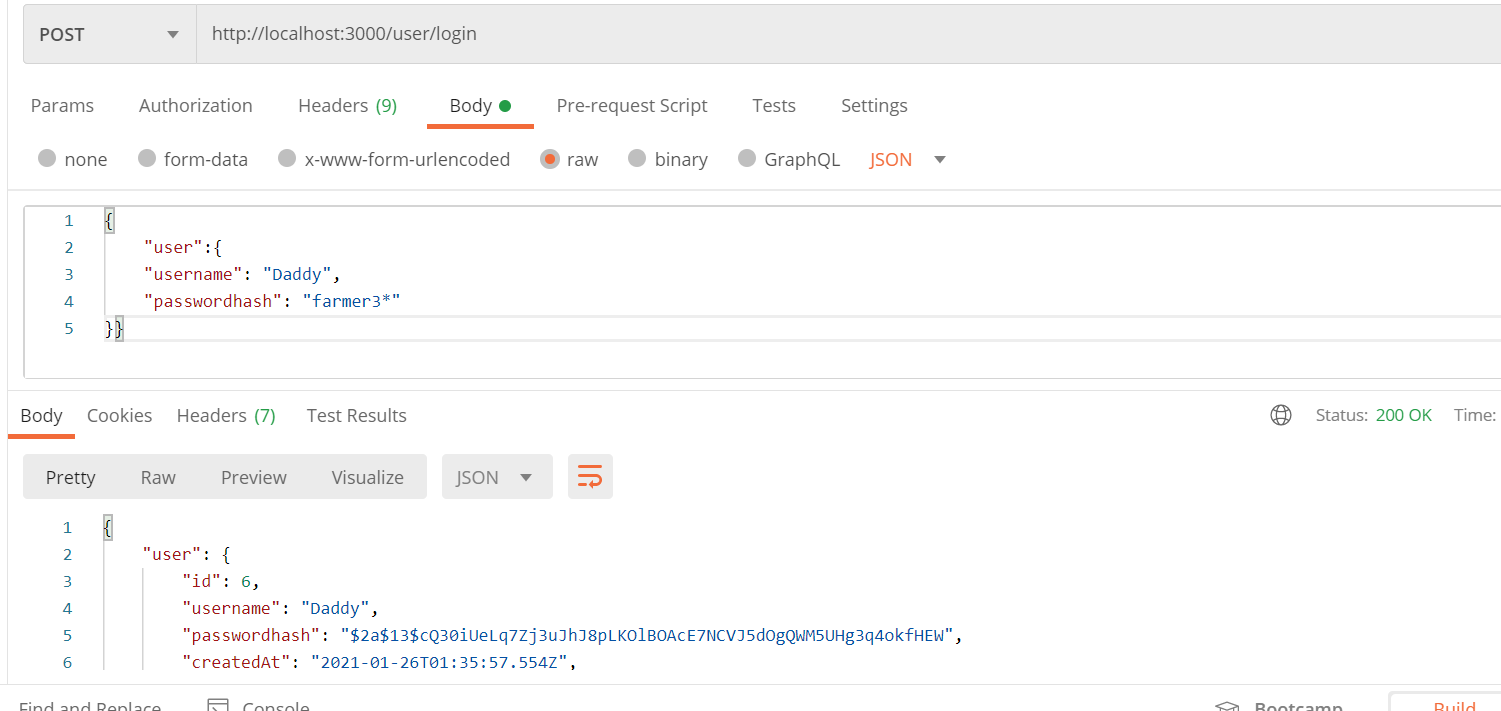 POST http://localhost:3000/user/login
Params Authorization Headers (9) Body Pre-request Script Tests Settings
none form-data x-www-form-urlencoded raw binary GraphQL JSON
1 {
2 "user":{
3 "username": "Daddy",
4 "passwordhash": "farmer3*"
5 }}
Body Cookies Headers (7) Test Results Status: 200 OK Time:
Pretty Raw Preview Visualize JSON
1 {
2 "user": {
3 "id": 6,
4 "username": "Daddy",
5 "passwordhash": "$2a$13$cQ30iUeLq7Zj3uJhJ8pLKOlBOAcE7NCVJ5dOgQWM5UHg3q4okfHEW",
6 "createdAt": "2021-01-26T01:35:57.554Z",
Find and Replace Console Bootcamp Build